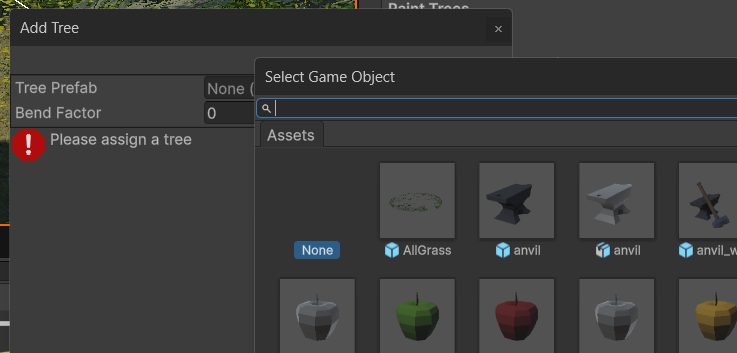 Paint Trees
Add Tree
Select Game Object
Tree Prefab
None (
Bend Factor
0
Please assign a tree
Assets
None
AllGrass
anvil
anvil
anvil_w